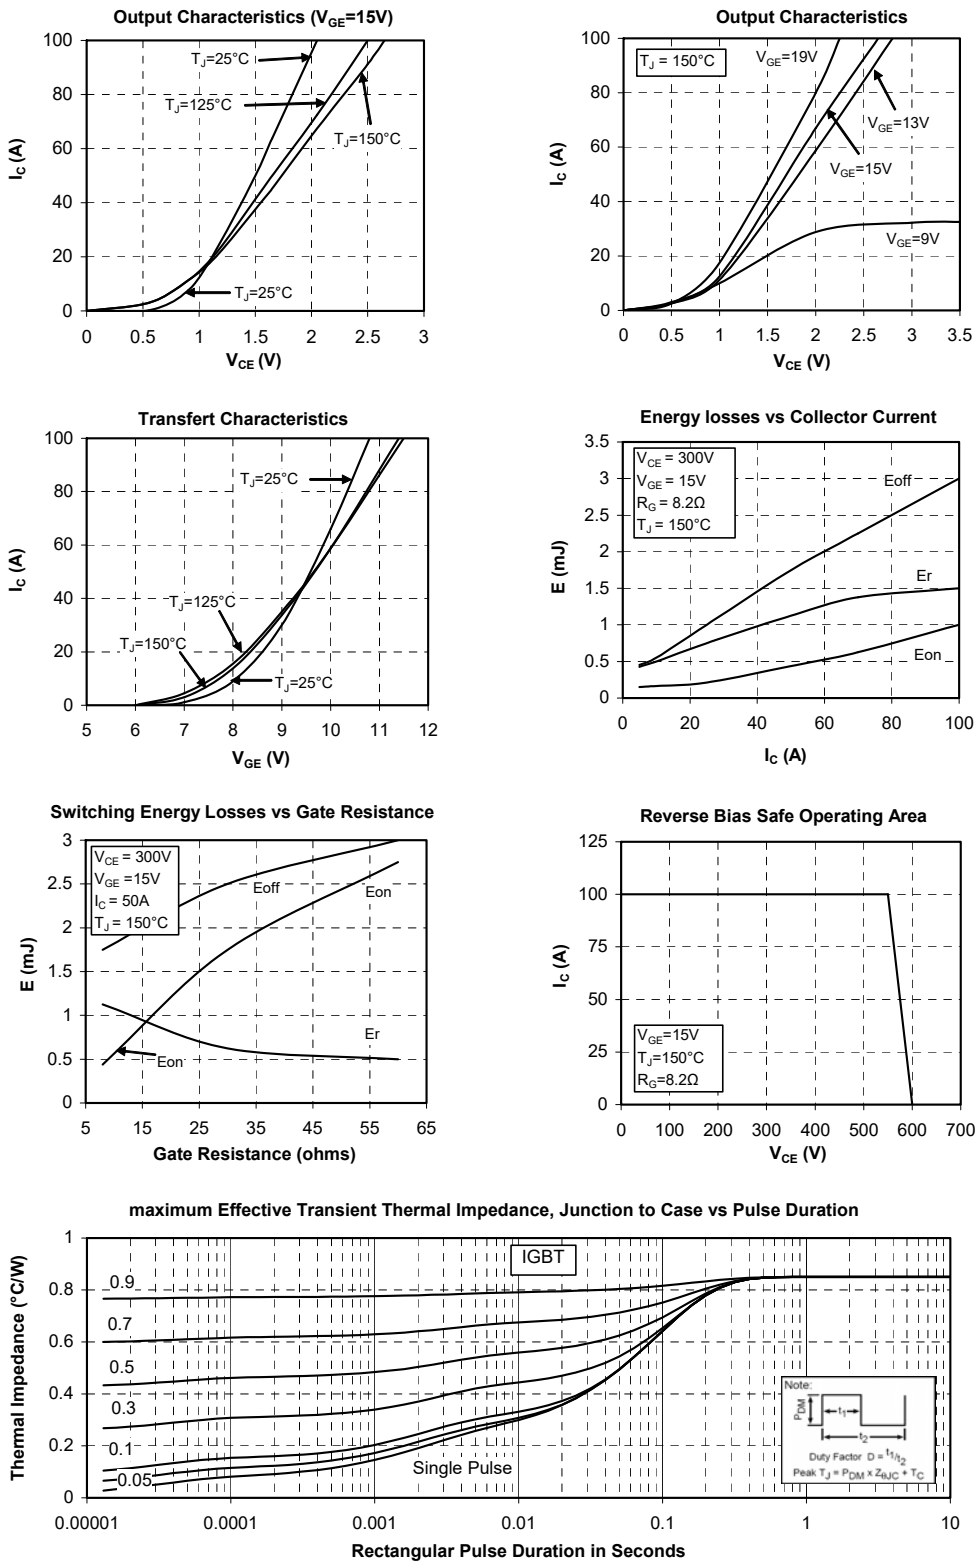 Output Characteristics (VGE=15V)
100
80
60
40
20
0
IC (A)
TJ=25°C
TJ=125°C
TJ=150°C
TJ=25°C
0 0.5 1 1.5 2 2.5 3
VCE (V)
Output Characteristics
100
80
60
40
20
0
IC (A)
TJ = 150°C
VGE=19V
VGE=13V
VGE=15V
VGE=9V
0 0.5 1 1.5 2 2.5 3 3.5
VCE (V)
Transfert Characteristics
100
80
60
40
20
0
IC (A)
TJ=25°C
TJ=125°C
TJ=150°C
TJ=25°C
5 6 7 8 9 10 11 12
VGE (V)
Energy losses vs Collector Current
3.5
3
2.5
2
1.5
1
0.5
0
E (mJ)
VCE = 300V
VGE = 15V
RG = 8.2Ω
TJ = 150°C
Eoff
Er
Eon
0 20 40 60 80 100
IC (A)
Switching Energy Losses vs Gate Resistance
3
2.5
2
1.5
1
0.5
0
E (mJ)
VCE = 300V
VGE =15V
IC = 50A
TJ = 150°C
Eoff
Eon
Er
Eon
5 15 25 35 45 55 65
Gate Resistance (ohms)
Reverse Bias Safe Operating Area
125
100
75
50
25
0
IC (A)
VGE=15V
TJ=150°C
RG=8.2Ω
0 100 200 300 400 500 600 700
VCE (V)
maximum Effective Transient Thermal Impedance, Junction to Case vs Pulse Duration
1
0.8
0.6
0.4
0.2
0
Thermal Impedance (°C/W)
IGBT
0.9
0.7
0.5
0.3
0.1
0.05
Single Pulse
Note:
PDM
t1
t2
Duty Factor D = t1/t2
Peak TJ = PDM x ZθJC + TC
0.00001 0.0001 0.001 0.01 0.1 1 10
Rectangular Pulse Duration in Seconds